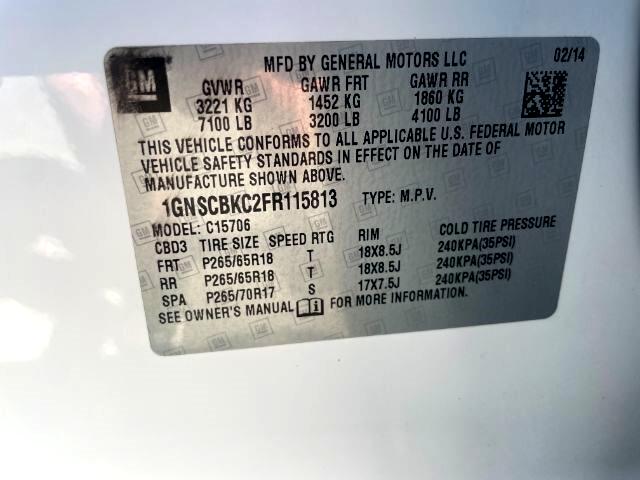 GM
MFD BY GENERAL MOTORS LLC 02/14
GVWR GAWR FRT GAWR RR
3221 KG 1452 KG 1860 KG
7100 LB 3200 LB 4100 LB
THIS VEHICLE CONFORMS TO ALL APPLICABLE U.S. FEDERAL MOTOR
VEHICLE SAFETY STANDARDS IN EFFECT ON THE DATE OF
MANUFACTURE SHOWN ABOVE.
1GNSCBKC2FR115813 TYPE: M.P.V.
MODEL: C15706
CBD3 TIRE SIZE SPEED RTG RIM COLD TIRE PRESSURE
FRT P265/65R18 T 18X8.5J 240KPA(35PSI)
RR P265/65R18 T 18X8.5J 240KPA(35PSI)
SPA P265/70R17 S 17X7.5J 240KPA(35PSI)
SEE OWNER'S MANUAL FOR MORE INFORMATION.